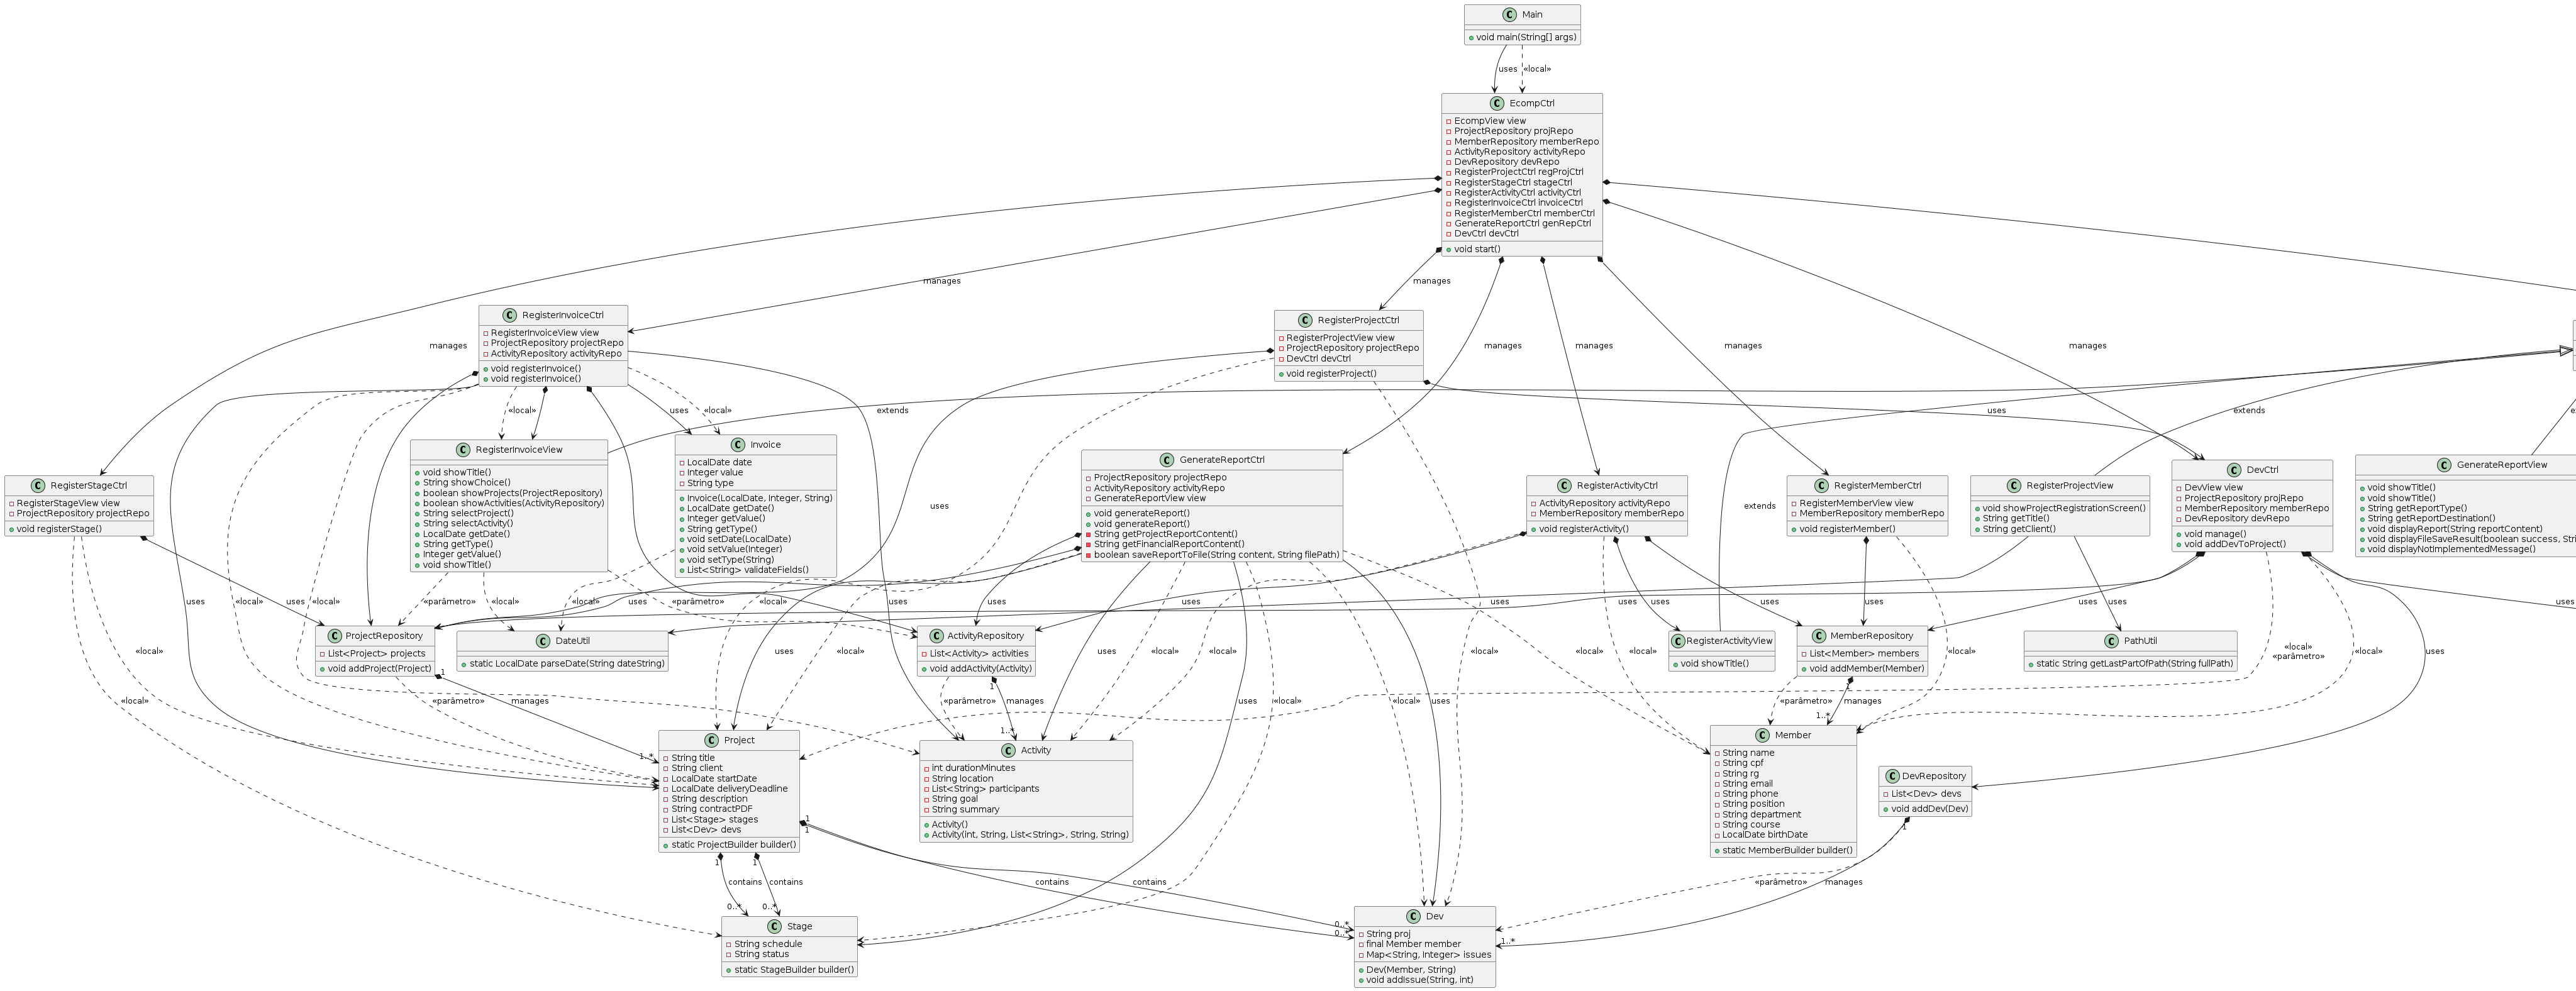 Main
void main(String[] args)
uses
«local»
EcompCtrl
EcompView view
ProjectRepository projRepo
MemberRepository memberRepo
ActivityRepository activityRepo
DevRepository devRepo
RegisterProjectCtrl regProjCtrl
RegisterStageCtrl stageCtrl
RegisterActivityCtrl activityCtrl
RegisterInvoiceCtrl invoiceCtrl
RegisterMemberCtrl memberCtrl
GenerateReportCtrl genRepCtrl
DevCtrl devCtrl
void start()
manages
manages
manages
manages
manages
manages
manages
RegisterInvoiceCtrl
RegisterInvoiceView view
ProjectRepository projectRepo
ActivityRepository activityRepo
void registerInvoice()
void registerInvoice()
RegisterProjectCtrl
RegisterProjectView view
ProjectRepository projectRepo
DevCtrl devCtrl
void registerProject()
«local»
uses
«local»
extends
uses
extends
RegisterStageCtrl
RegisterStageView view
ProjectRepository projectRepo
void registerStage()
RegisterInvoiceView
void showTitle()
String showChoice()
boolean showProjects(ProjectRepository)
boolean showActivities(ActivityRepository)
String selectProject()
String selectActivity()
LocalDate getDate()
String getType()
Integer getValue()
void showTitle()
Invoice
LocalDate date
Integer value
String type
Invoice(LocalDate, Integer, String)
LocalDate getDate()
Integer getValue()
String getType()
void setDate(LocalDate)
void setValue(Integer)
void setType(String)
List<String> validateFields()
GenerateReportCtrl
ProjectRepository projectRepo
ActivityRepository activityRepo
GenerateReportView view
void generateReport()
void generateReport()
String getProjectReportContent()
String getFinancialReportContent()
boolean saveReportToFile(String content, String filePath)
RegisterActivityCtrl
ActivityRepository activityRepo
MemberRepository memberRepo
void registerActivity()
RegisterMemberCtrl
RegisterMemberView view
MemberRepository memberRepo
void registerMember()
RegisterProjectView
void showProjectRegistrationScreen()
String getTitle()
String getClient()
DevCtrl
DevView view
ProjectRepository projRepo
MemberRepository memberRepo
DevRepository devRepo
void manage()
void addDevToProject()
GenerateReportView
void showTitle()
void showTitle()
String getReportType()
String getReportDestination()
void displayReport(String reportContent)
void displayFileSaveResult(boolean success, Stri
void displayNotImplementedMessage()
uses
extends
uses
uses
«local»
«local»
«parâmetro»
«local»
«local»
uses
«parâmetro»
«local»
uses
uses
uses
uses
uses
uses
uses
uses
uses
uses
ProjectRepository
List<Project> projects
void addProject(Project)
DateUtil
static LocalDate parseDate(String dateString)
ActivityRepository
List<Activity> activities
void addActivity(Activity)
RegisterActivityView
void showTitle()
MemberRepository
List<Member> members
void addMember(Member)
PathUtil
static String getLastPartOfPath(String fullPath)
«local»
uses
«local»
«local»
«local»
«local»
«local»
«local»
«local»
«parâmetro»
«local»
uses
«local»
1
«parâmetro»
manages
1..*
«parâmetro»
1
manages
1..*
uses
«local»
«local»
uses
«parâmetro»
1
manages
1..*
Project
String title
String client
LocalDate startDate
LocalDate deliveryDeadline
String description
String contractPDF
List<Stage> stages
List<Dev> devs
static ProjectBuilder builder()
Activity
int durationMinutes
String location
List<String> participants
String goal
String summary
Activity()
Activity(int, String, List<String>, String, String)
Member
String name
String cpf
String rg
String email
String phone
String position
String department
String course
LocalDate birthDate
static MemberBuilder builder()
DevRepository
List<Dev> devs
void addDev(Dev)
1
1
1
1
contains
contains
contains
contains
0..*
0..*
0..*
0..*
«parâmetro»
1
manages
1..*
Stage
String schedule
String status
static StageBuilder builder()
Dev
String proj
final Member member
Map<String, Integer> issues
Dev(Member, String)
void addIssue(String, int)